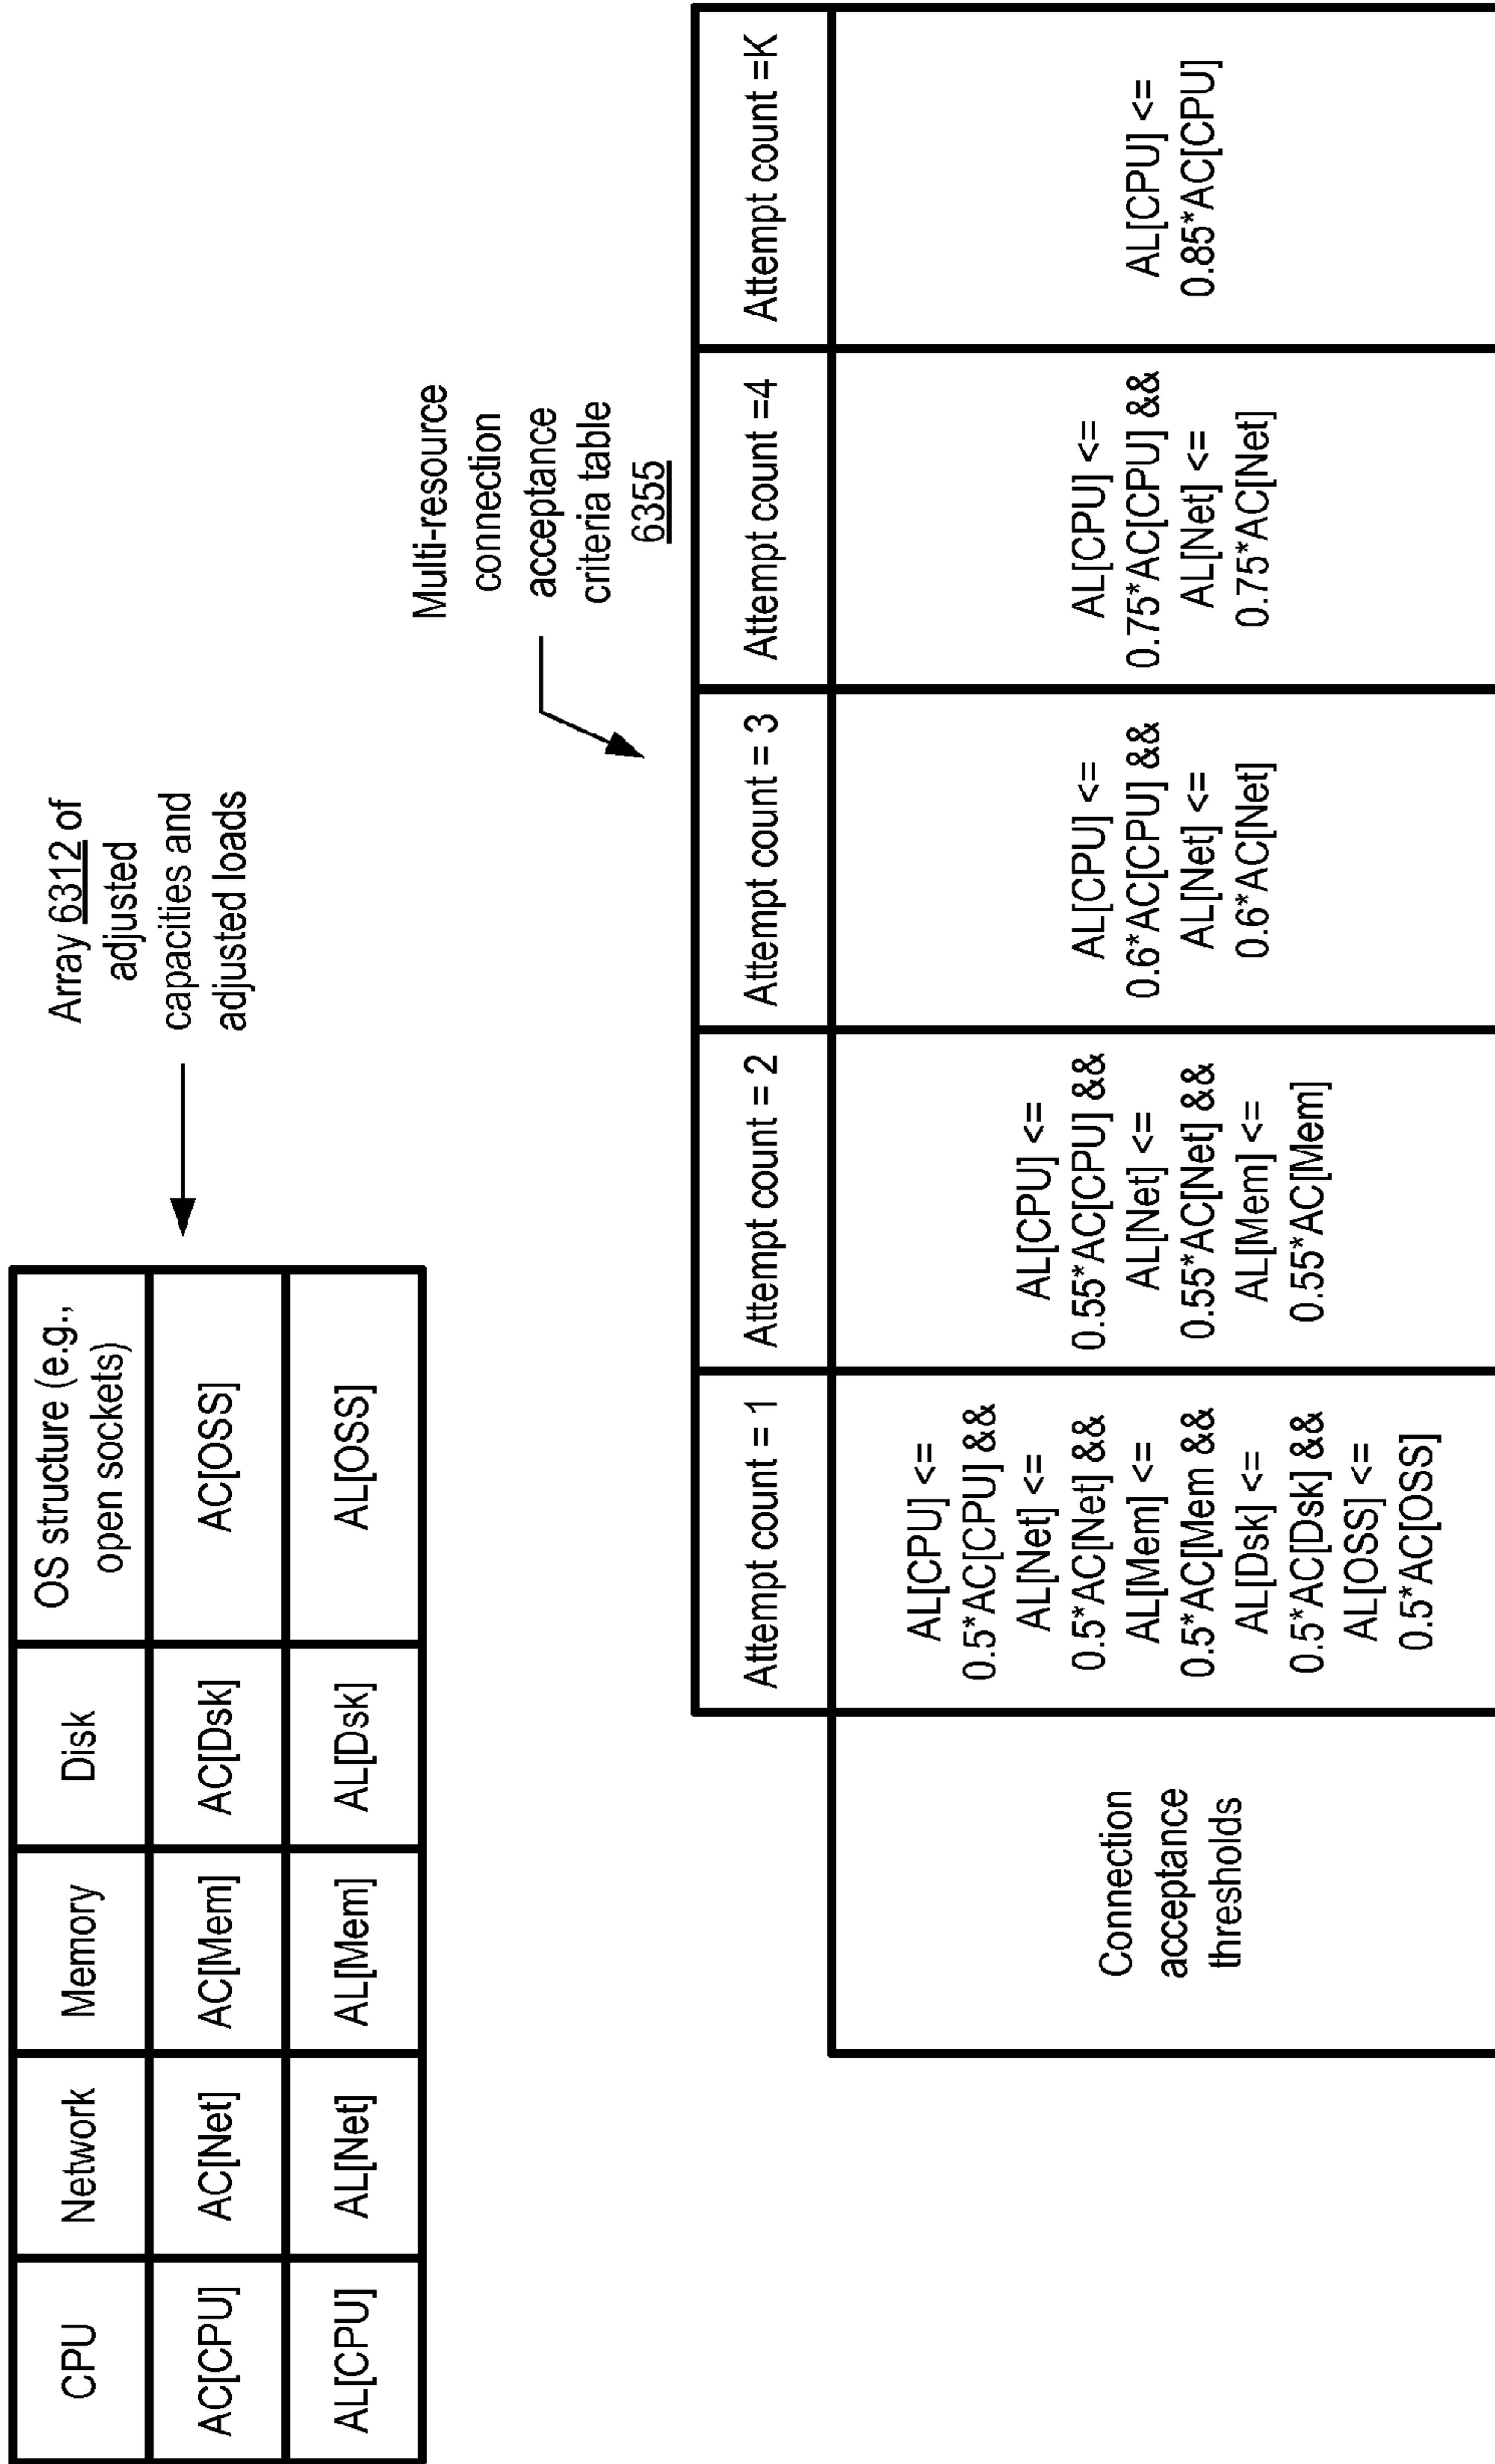 CPU
Network
Memory
Disk
OS structure (e.g.,
open sockets)
AC[CPU]
AC[Net]
AC[Mem]
AC[Dsk]
AC[OSS]
AL[CPU]
AL[Net]
AL[Mem]
AL[Dsk]
AL[OSS]
Array 6312 of
adjusted
capacities and
adjusted loads
Multi-resource
connection
acceptance
criteria table
6355
Attempt count = 1
Attempt count = 2
Attempt count = 3
Attempt count =4
Attempt count =K
Connection
acceptance
thresholds
AL[CPU] <=
0.5*AC[CPU] &&
AL[Net] <=
0.5*AC[Net] &&
AL[Mem] <=
0.5*AC[Mem &&
AL[Dsk] <=
0.5*AC[Dsk] &&
AL[OSS] <=
0.5*AC[OSS]
AL[CPU] <=
0.55*AC[CPU] &&
AL[Net] <=
0.55*AC[Net] &&
AL[Mem] <=
0.55*AC[Mem]
AL[CPU] <=
0.6*AC[CPU] &&
AL[Net] <=
0.6*AC[Net]
AL[CPU] <=
0.75*AC[CPU] &&
AL[Net] <=
0.75*AC[Net]
AL[CPU] <=
0.85*AC[CPU]